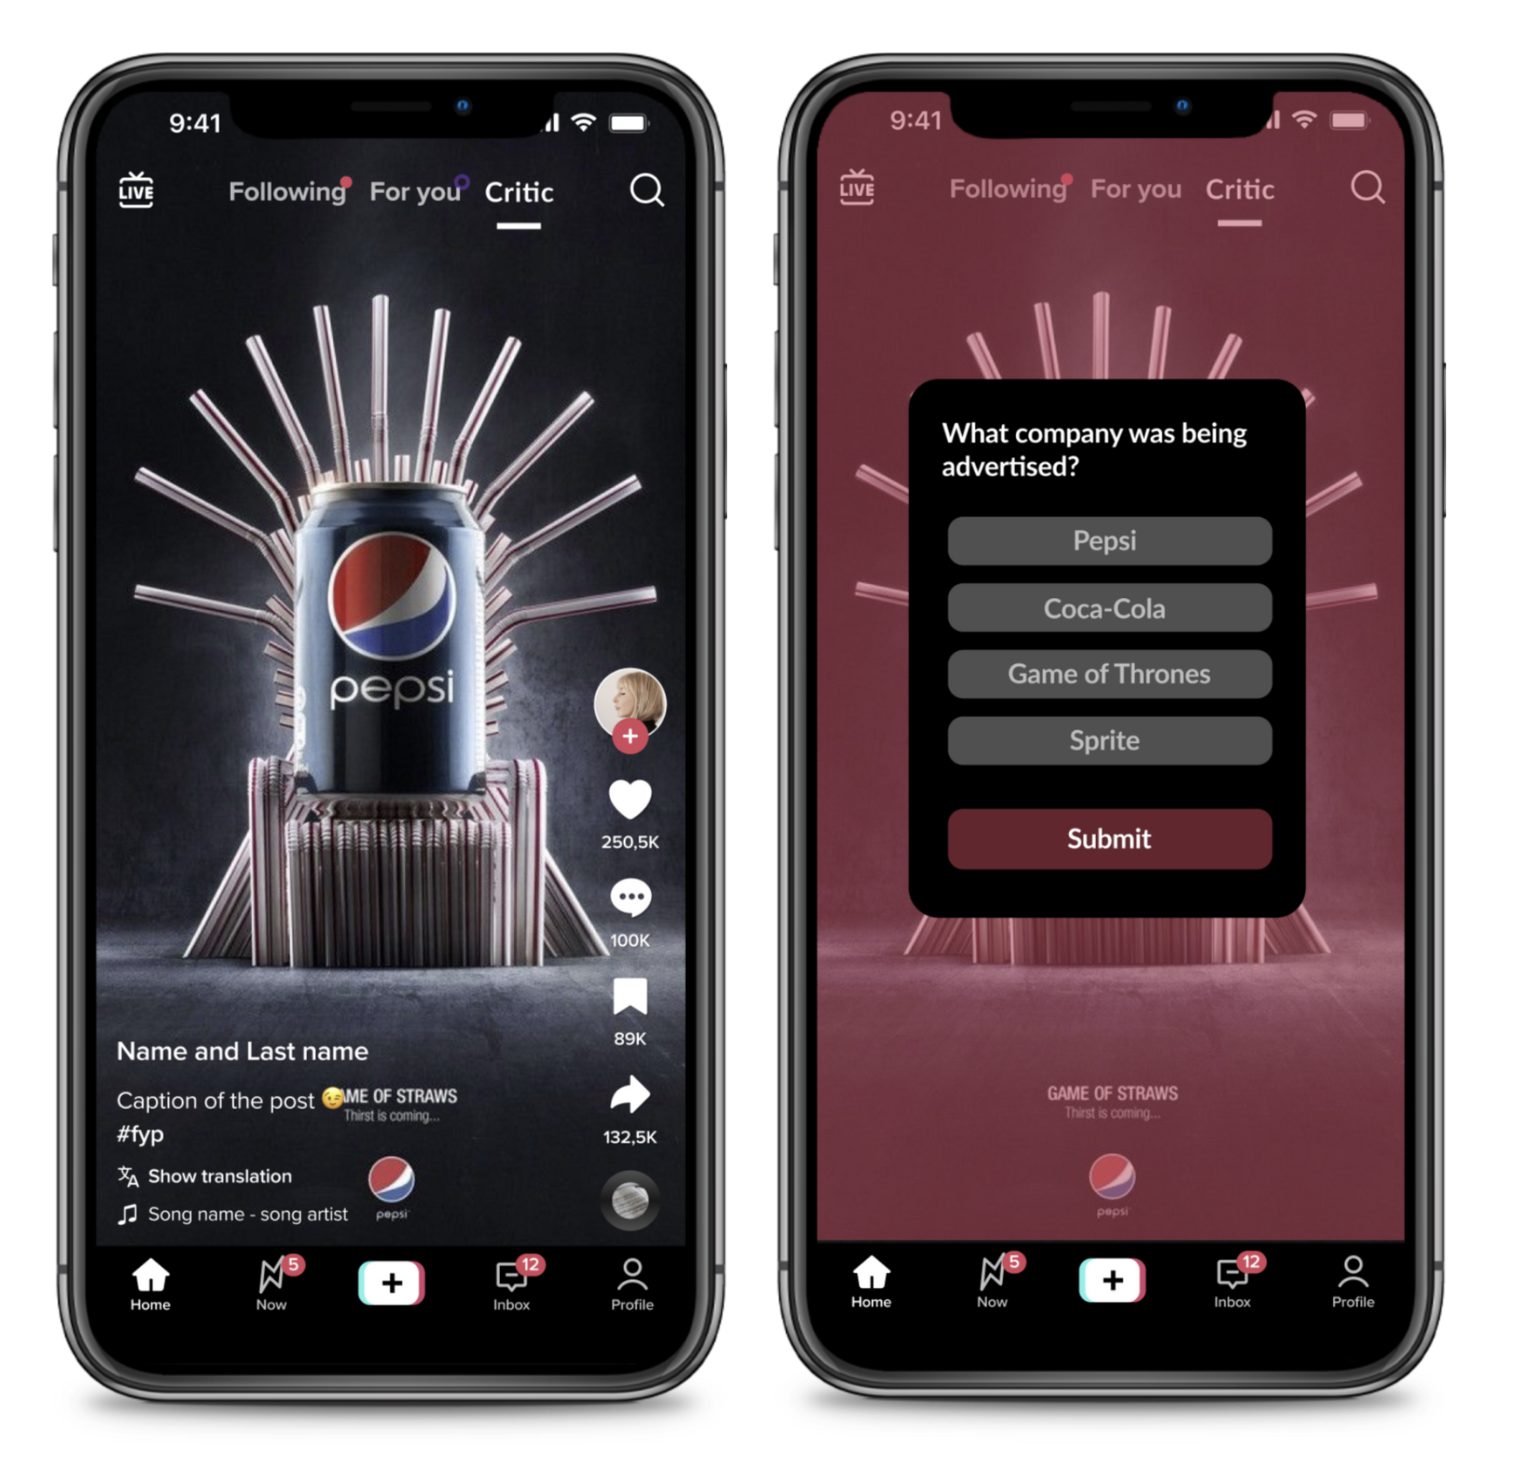 9:41
LIVE
Following
For you
Critic
pepsi
250,5K
100K
89K
132,5K
Name and Last name
Caption of the post 😉
#fyp
AME OF STRAWS
Thirst is coming...
Show translation
Song name - song artist
pepsi
Home
5
Now
+
12
Inbox
Profile
9:41
LIVE
Following
For you
Critic
What company was being
advertised?
Pepsi
Coca-Cola
Game of Thrones
Sprite
Submit
GAME OF STRAWS
Thirst is coming...
pepsi
Home
5
Now
+
12
Inbox
Profile